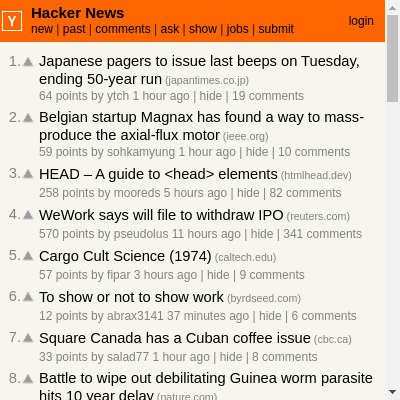 Y
Hacker News
new | past | comments | ask | show | jobs | submit
login
1. Japanese pagers to issue last beeps on Tuesday,
ending 50-year run (japantimes.co.jp)
64 points by ytch 1 hour ago | hide | 19 comments
2. Belgian startup Magnax has found a way to mass-
produce the axial-flux motor (ieee.org)
59 points by sohkamyung 1 hour ago | hide | 10 comments
3. HEAD – A guide to <head> elements (htmlhead.dev)
258 points by mooreds 5 hours ago | hide | 82 comments
4. WeWork says will file to withdraw IPO (reuters.com)
570 points by pseudolus 11 hours ago | hide | 341 comments
5. Cargo Cult Science (1974) (caltech.edu)
57 points by fipar 3 hours ago | hide | 9 comments
6. To show or not to show work (byrdseed.com)
12 points by abrax3141 37 minutes ago | hide | 6 comments
7. Square Canada has a Cuban coffee issue (cbc.ca)
33 points by salad77 1 hour ago | hide | 8 comments
8. Battle to wipe out debilitating Guinea worm parasite
hits 10 year delay (nature.com)